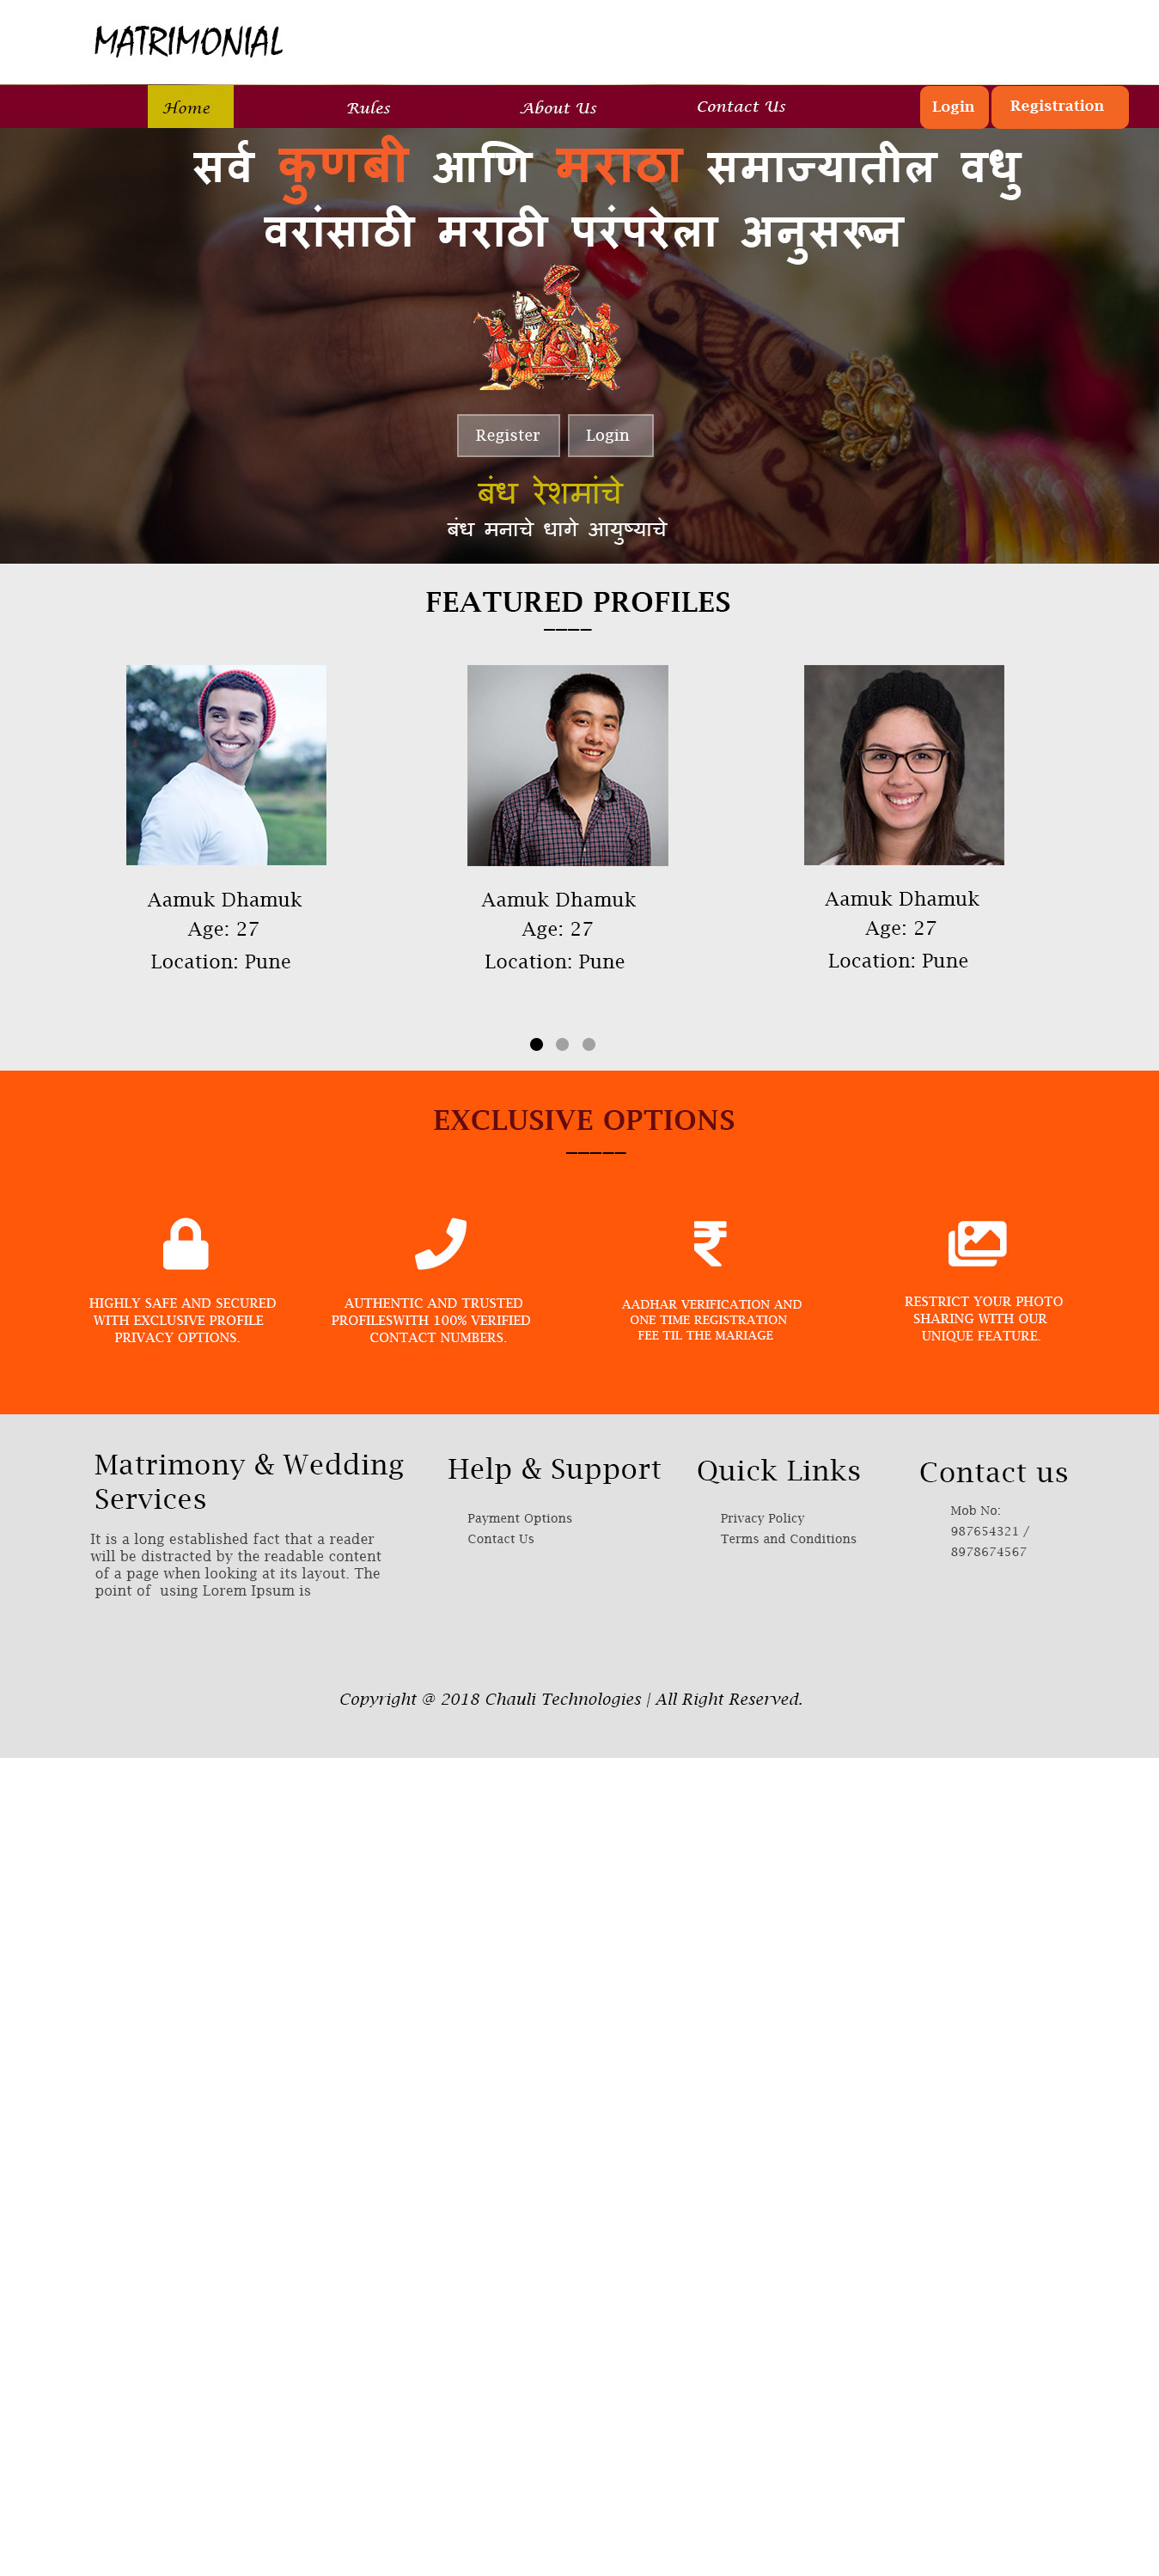 MATRIMONIAL
Home Rules About Us Contact Us Login Registration
सर्व कुणबी आणि मराठा समाज्यातील वधु
वरांसाठी मराठी परंपरेला अनुसरून
Register Login
बंध रेशमांचे
बंध मनाचे धागे आयुष्याचे
FEATURED PROFILES
Aamuk Dhamuk
Age: 27
Location: Pune
Aamuk Dhamuk
Age: 27
Location: Pune
Aamuk Dhamuk
Age: 27
Location: Pune
EXCLUSIVE OPTIONS
HIGHLY SAFE AND SECURED
WITH EXCLUSIVE PROFILE
PRIVACY OPTIONS.
AUTHENTIC AND TRUSTED
PROFILESWITH 100% VERIFIED
CONTACT NUMBERS.
AADHAR VERIFICATION AND
ONE TIME REGISTRATION
FEE TIL THE MARIAGE
RESTRICT YOUR PHOTO
SHARING WITH OUR
UNIQUE FEATURE.
Matrimony & Wedding
Services
It is a long established fact that a reader
will be distracted by the readable content
of a page when looking at its layout. The
point of using Lorem Ipsum is
Help & Support
Payment Options
Contact Us
Quick Links
Privacy Policy
Terms and Conditions
Contact us
Mob No:
987654321 /
8978674567
Copyright @ 2018 Chauli Technologies | All Right Reserved.